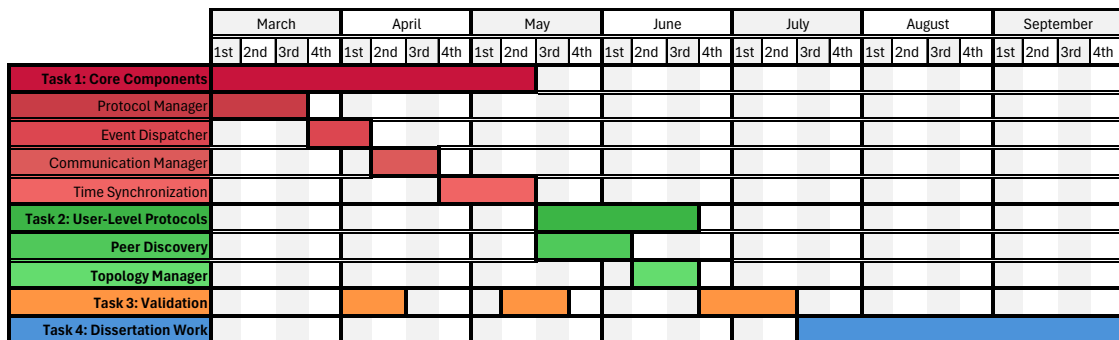 March April May June July August September
1st 2nd 3rd 4th 1st 2nd 3rd 4th 1st 2nd 3rd 4th 1st 2nd 3rd 4th 1st 2nd 3rd 4th 1st 2nd 3rd 4th 1st 2nd 3rd 4th
Task 1: Core Components
Protocol Manager
Event Dispatcher
Communication Manager
Time Synchronization
Task 2: User-Level Protocols
Peer Discovery
Topology Manager
Task 3: Validation
Task 4: Dissertation Work